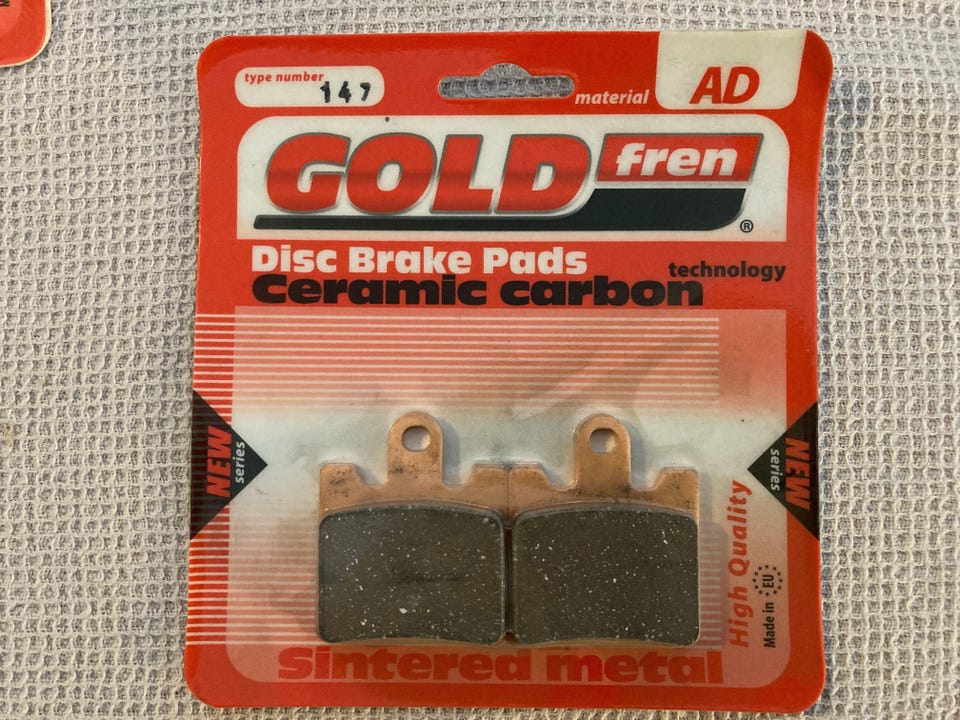 type number 147
material AD
GOLD fren ®
Disc Brake Pads
technology
Ceramic carbon
NEW series
NEW series
High Quality
Made in EU
Sintered metal